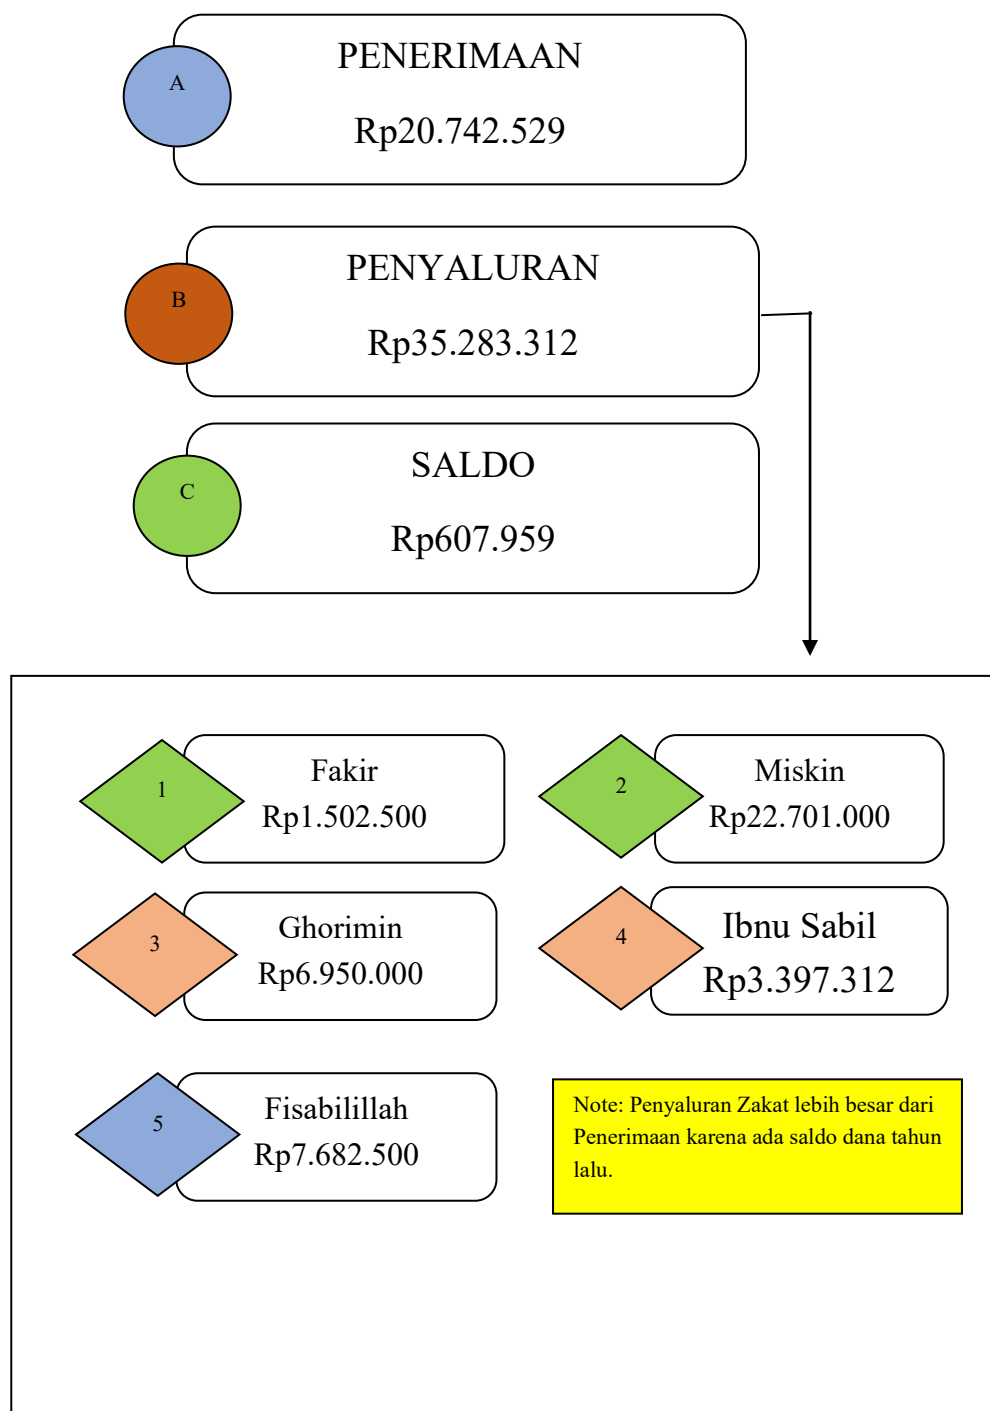 A
PENERIMAAN
Rp20.742.529
B
PENYALURAN
Rp35.283.312
C
SALDO
Rp607.959
1
Fakir
Rp1.502.500
2
Miskin
Rp22.701.000
3
Ghorimin
Rp6.950.000
4
Ibnu Sabil
Rp3.397.312
5
Fisabilillah
Rp7.682.500
Note: Penyaluran Zakat lebih besar dari
Penerimaan karena ada saldo dana tahun
lalu.